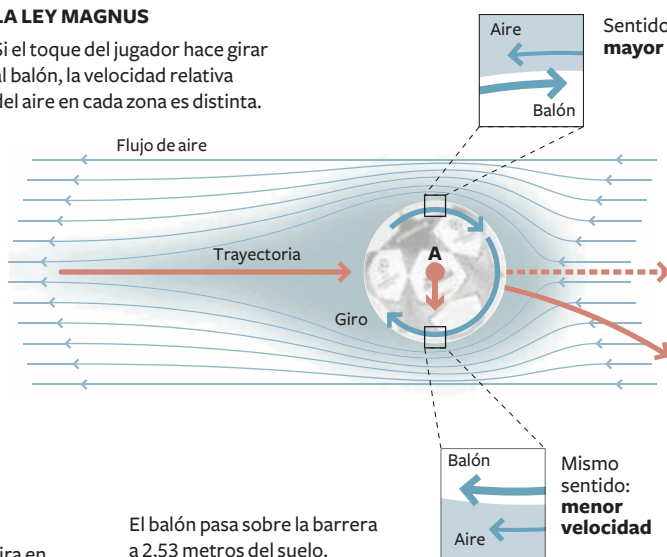 LA LEY MAGNUS
Si el toque del jugador hace girar
al balón, la velocidad relativa
del aire en cada zona es distinta.
Aire
Balón
Sentido
mayor
Flujo de aire
Trayectoria
A
Giro
Balón
Aire
Mismo
sentido:
menor
velocidad
El balón pasa sobre la barrera
a 2,53 metros del suelo.
en